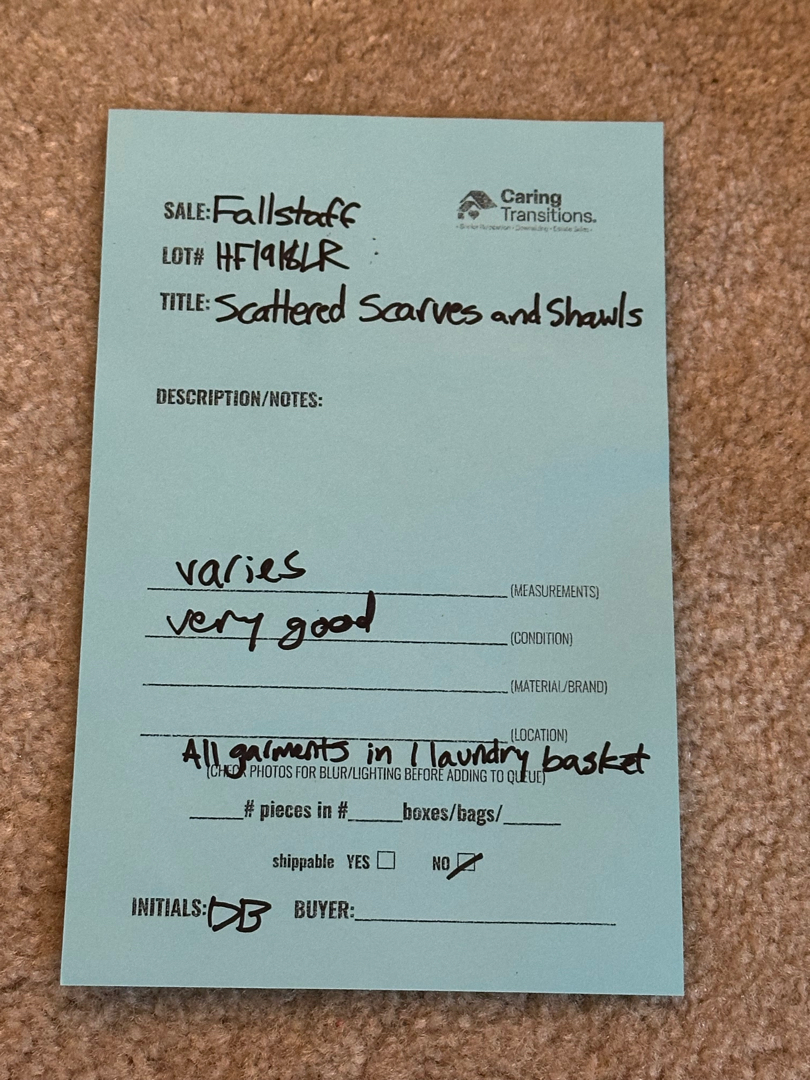 Caring
Transitions.
SALE: Fallstaff
LOT# HF1918LR
TITLE: Scattered Scarves and Shawls
DESCRIPTION/NOTES:
varies (MEASUREMENTS)
very good (CONDITION)
(MATERIAL/BRAND)
(LOCATION)
All garments in 1 laundry basket
(CHECK PHOTOS FOR BLUR/LIGHTING BEFORE ADDING TO QUEUE)
# pieces in # boxes/bags/
shippable YES NO
INITIALS: DB BUYER: